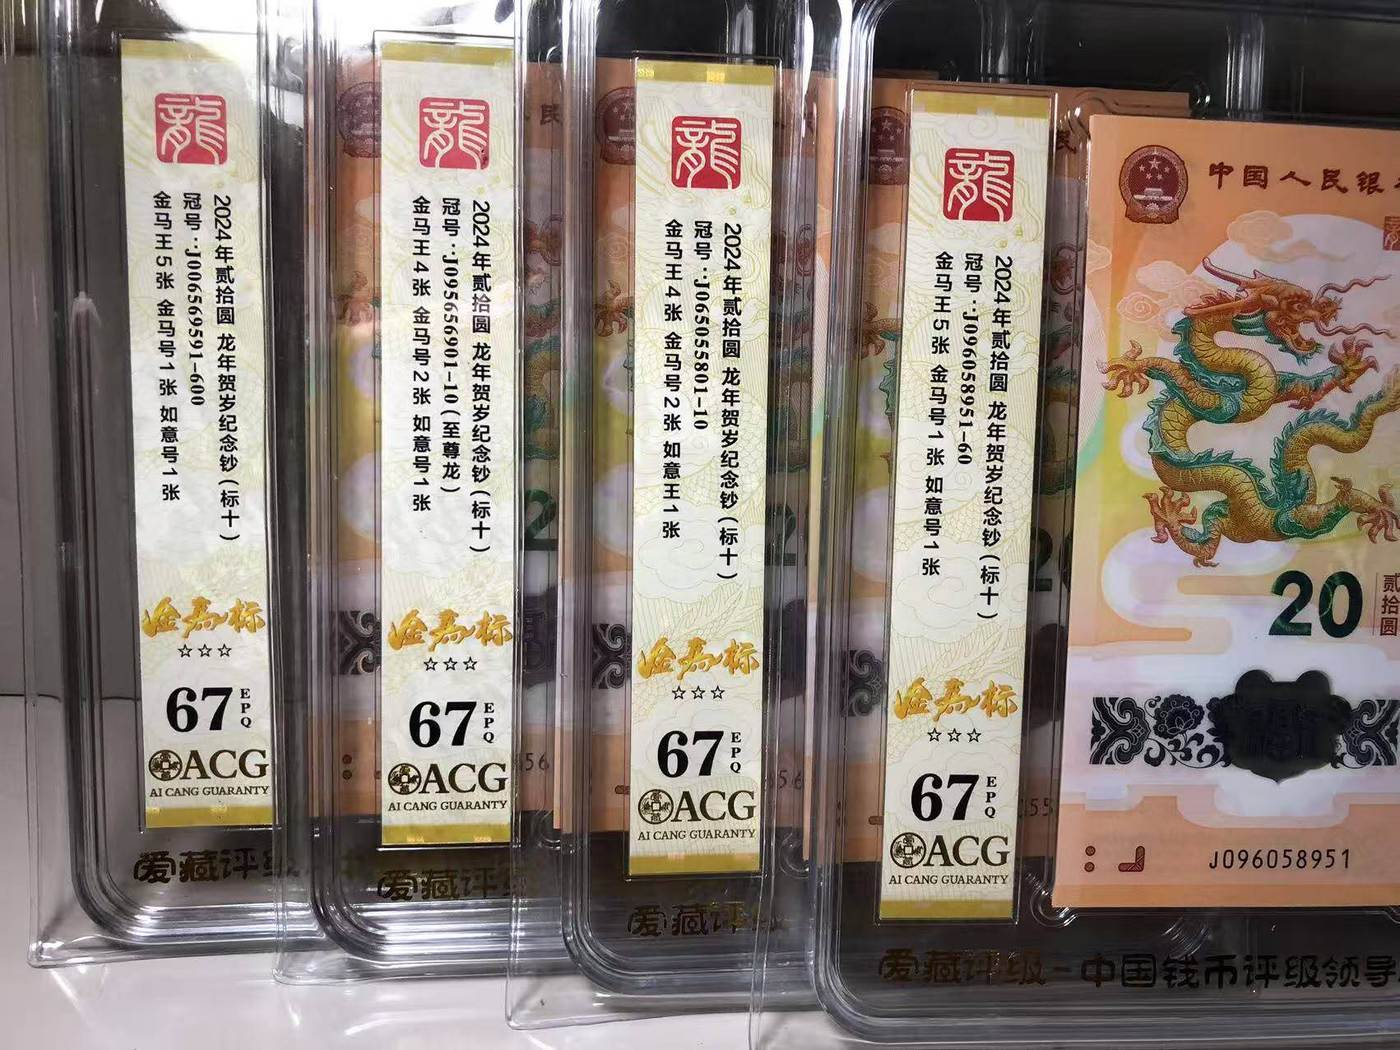 龍
2024年贰拾圆 龙年贺岁纪念钞(标十)
冠号:J006569591-600
金马王5张 金马号1张 如意号1张
金马标
☆☆☆
67 EPQ
ACG
AI CANG GUARANTY
爱藏评级
龍
2024年贰拾圆 龙年贺岁纪念钞(标十)
冠号:J095656901-10(至尊龙)
金马王4张 金马号2张 如意号1张
金马标
☆☆☆
67 EPQ
ACG
AI CANG GUARANTY
爱藏评级
龍
2024年贰拾圆 龙年贺岁纪念钞(标十)
冠号:J065055801-10
金马王4张 金马号2张 如意王1张
金马标
☆☆☆
67 EPQ
ACG
AI CANG GUARANTY
爱藏评级
龍
2024年贰拾圆 龙年贺岁纪念钞(标十)
冠号:J096058951-60
金马王5张 金马号1张 如意号1张
金马标
☆☆☆
67 EPQ
ACG
AI CANG GUARANTY
爱藏评级-中国钱币评级领导
中国人民银
20
贰拾圆
J096058951